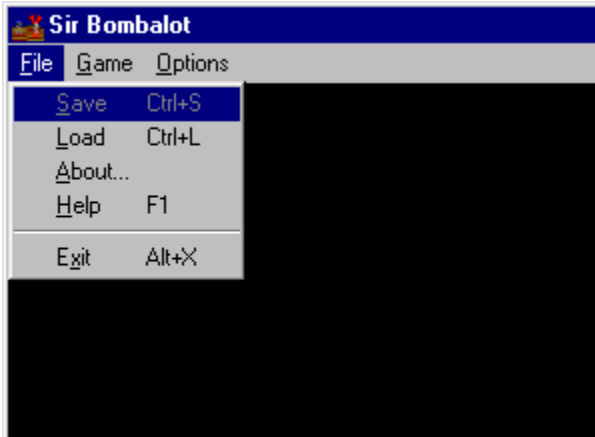 Sir Bombalot
File Game Options
Save Ctrl+S
Load Ctrl+L
About...
Help F1
Exit Alt+X